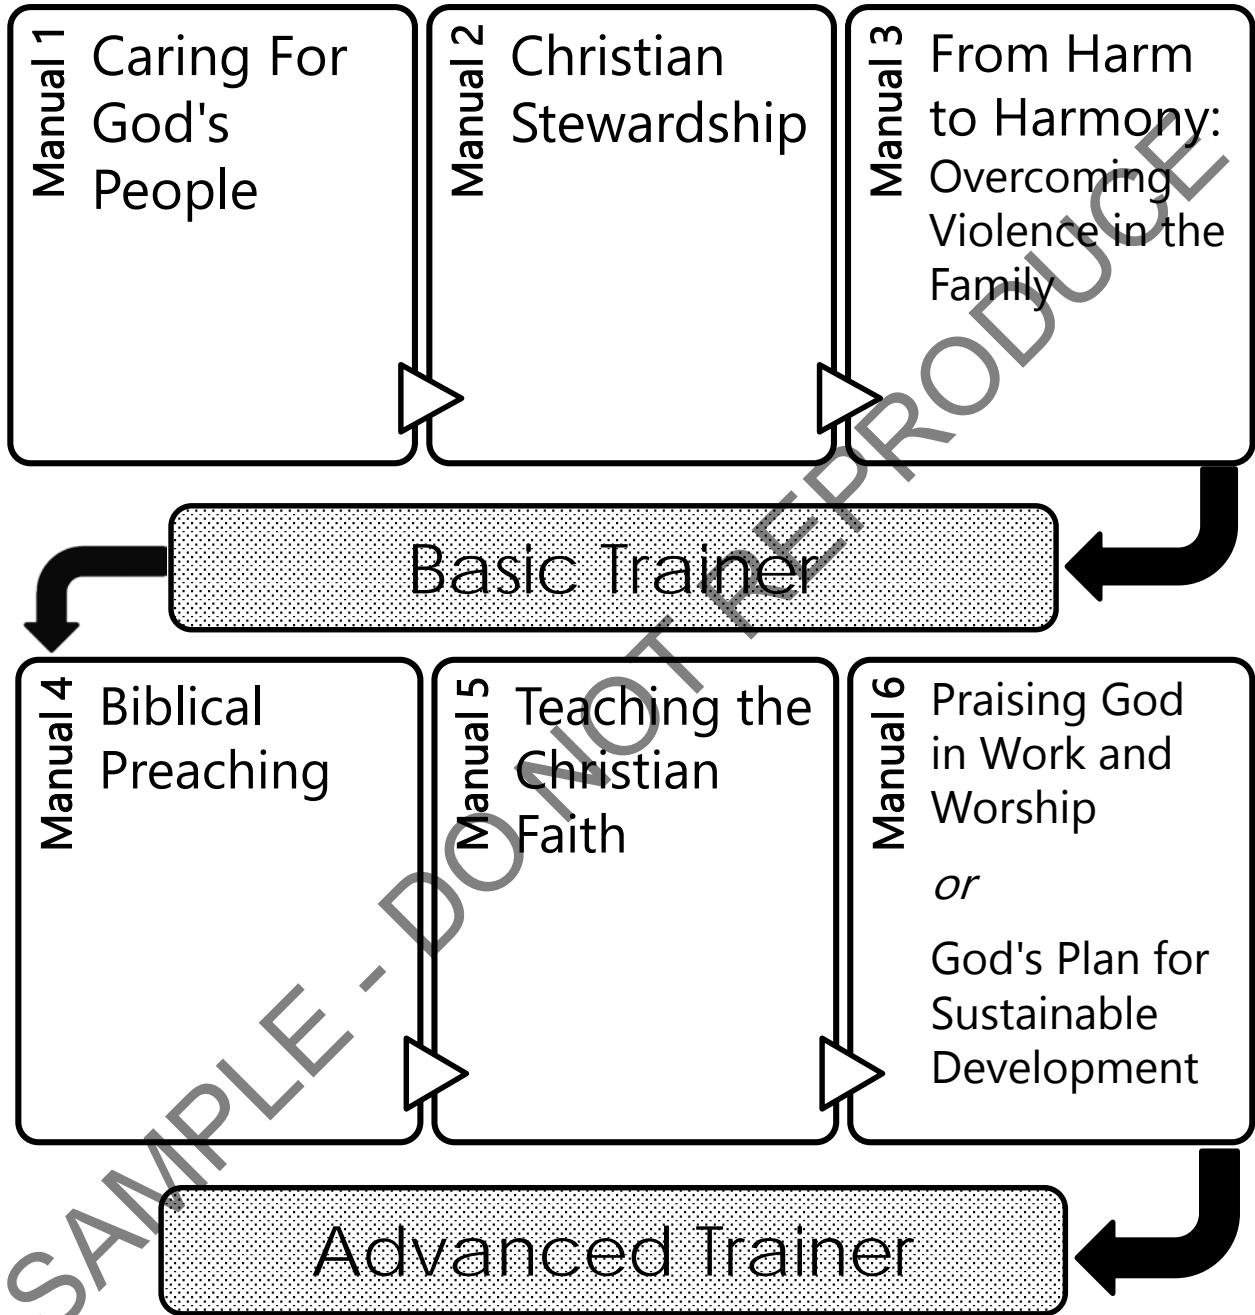 Manual 1
Caring For
God's
People
Manual 2
Christian
Stewardship
Manual 3
From Harm
to Harmony:
Overcoming
Violence in the
Family
Basic Trainer
Manual 4
Biblical
Preaching
Manual 5
Teaching the
Christian
Faith
Manual 6
Praising God
in Work and
Worship
or
God's Plan for
Sustainable
Development
Advanced Trainer
SAMPLE - DO NOT REPRODUCE